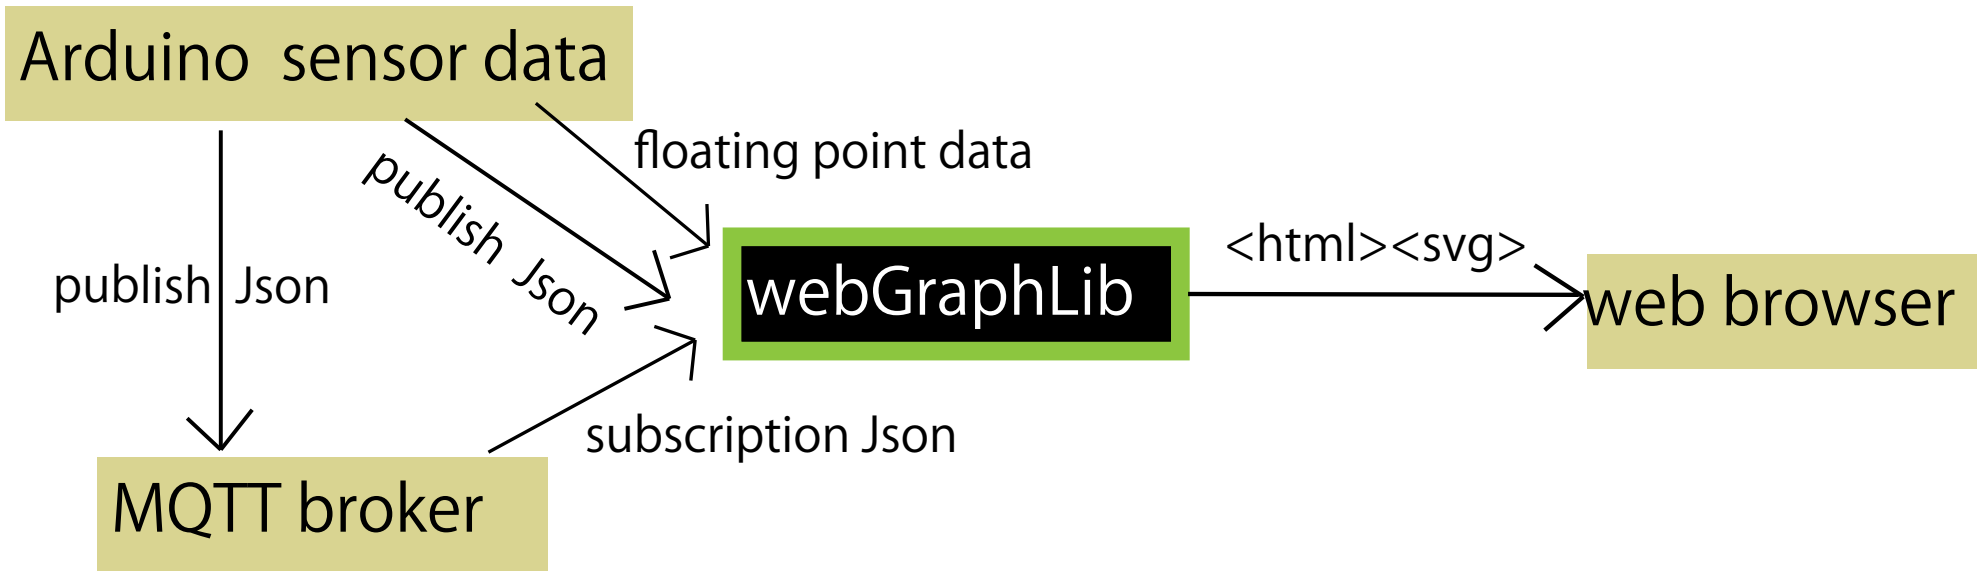 Arduino sensor data
floating point data
publish Json
publish Json
<html><svg>
webGraphLib
web browser
subscription Json
MQTT broker